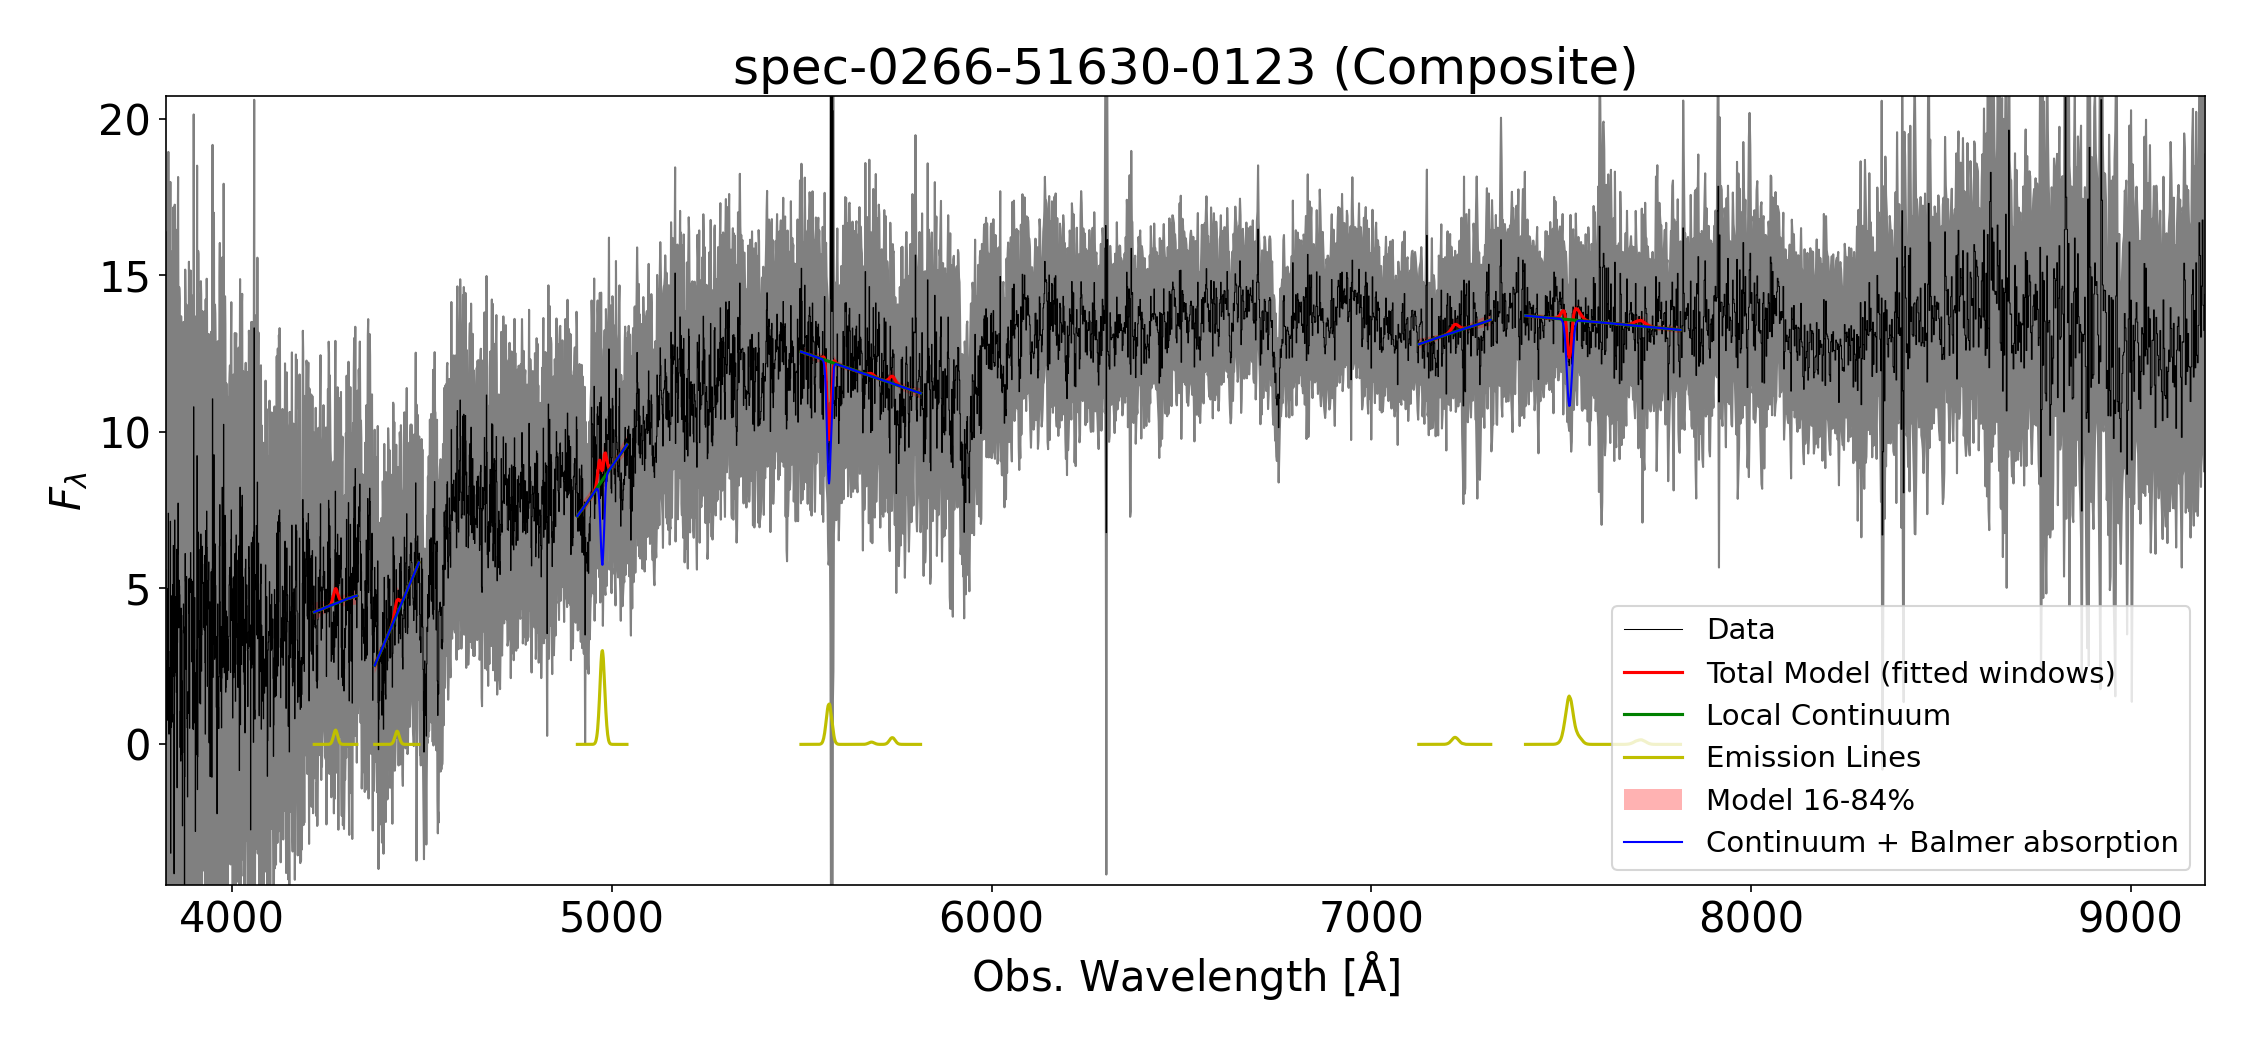 spec-0266-51630-0123 (Composite)
20
15
10
5
0
Fλ
4000 5000 6000 7000 8000 9000
Obs. Wavelength [Å]
Data
Total Model (fitted windows)
Local Continuum
Emission Lines
Model 16-84%
Continuum + Balmer absorption